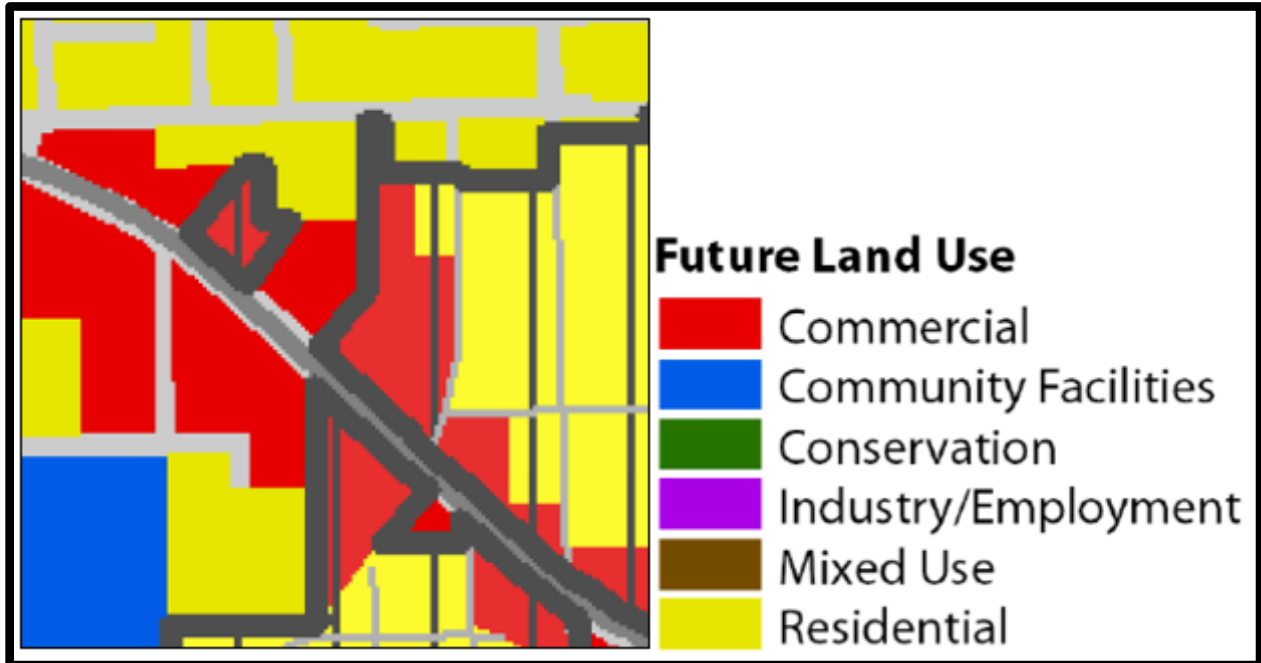 Future Land Use
Commercial
Community Facilities
Conservation
Industry/Employment
Mixed Use
Residential